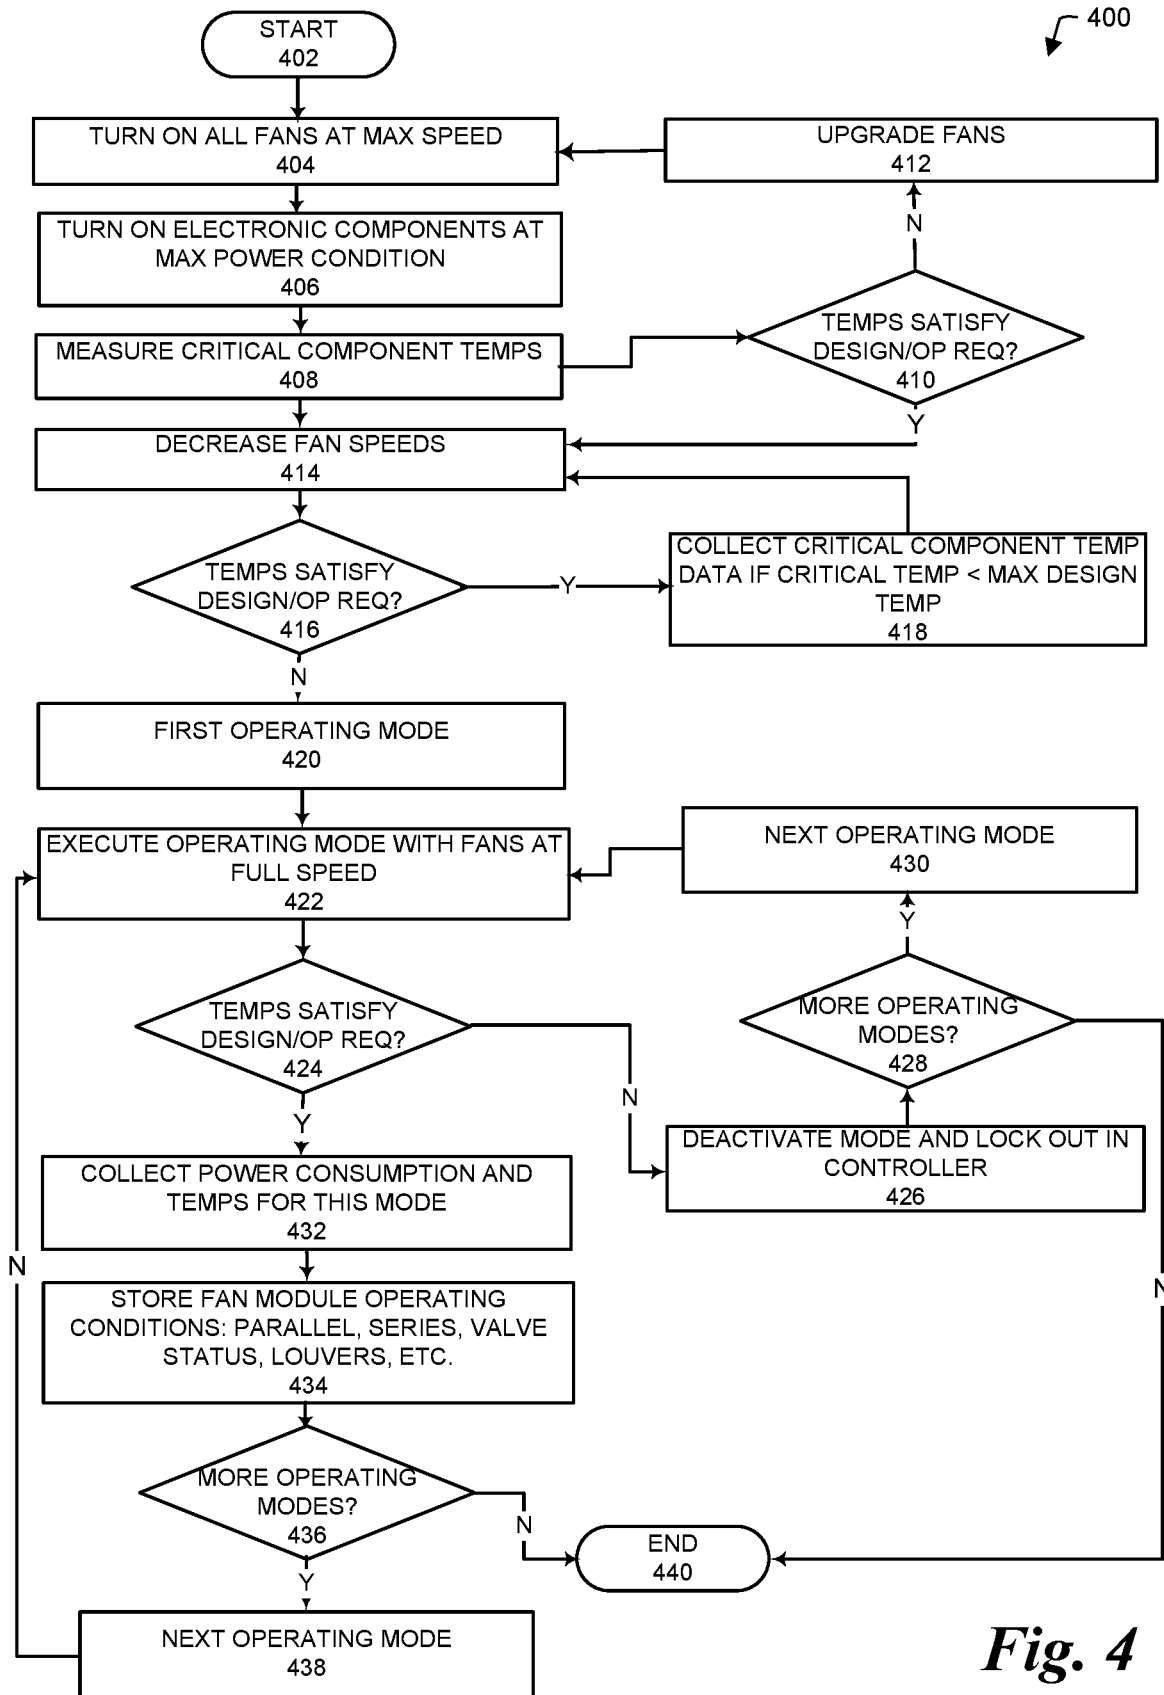 400
START
402
TURN ON ALL FANS AT MAX SPEED
404
UPGRADE FANS
412
N
TURN ON ELECTRONIC COMPONENTS AT
MAX POWER CONDITION
406
TEMPS SATISFY
DESIGN/OP REQ?
410
Y
MEASURE CRITICAL COMPONENT TEMPS
408
DECREASE FAN SPEEDS
414
TEMPS SATISFY
DESIGN/OP REQ?
416
Y
COLLECT CRITICAL COMPONENT TEMP
DATA IF CRITICAL TEMP < MAX DESIGN
TEMP
418
N
FIRST OPERATING MODE
420
EXECUTE OPERATING MODE WITH FANS AT
FULL SPEED
422
NEXT OPERATING MODE
430
Y
TEMPS SATISFY
DESIGN/OP REQ?
424
MORE OPERATING
MODES?
428
N
Y
DEACTIVATE MODE AND LOCK OUT IN
CONTROLLER
426
COLLECT POWER CONSUMPTION AND
TEMPS FOR THIS MODE
432
N
N
STORE FAN MODULE OPERATING
CONDITIONS: PARALLEL, SERIES, VALVE
STATUS, LOUVERS, ETC.
434
MORE OPERATING
MODES?
436
N
END
440
Y
NEXT OPERATING MODE
438
Fig. 4